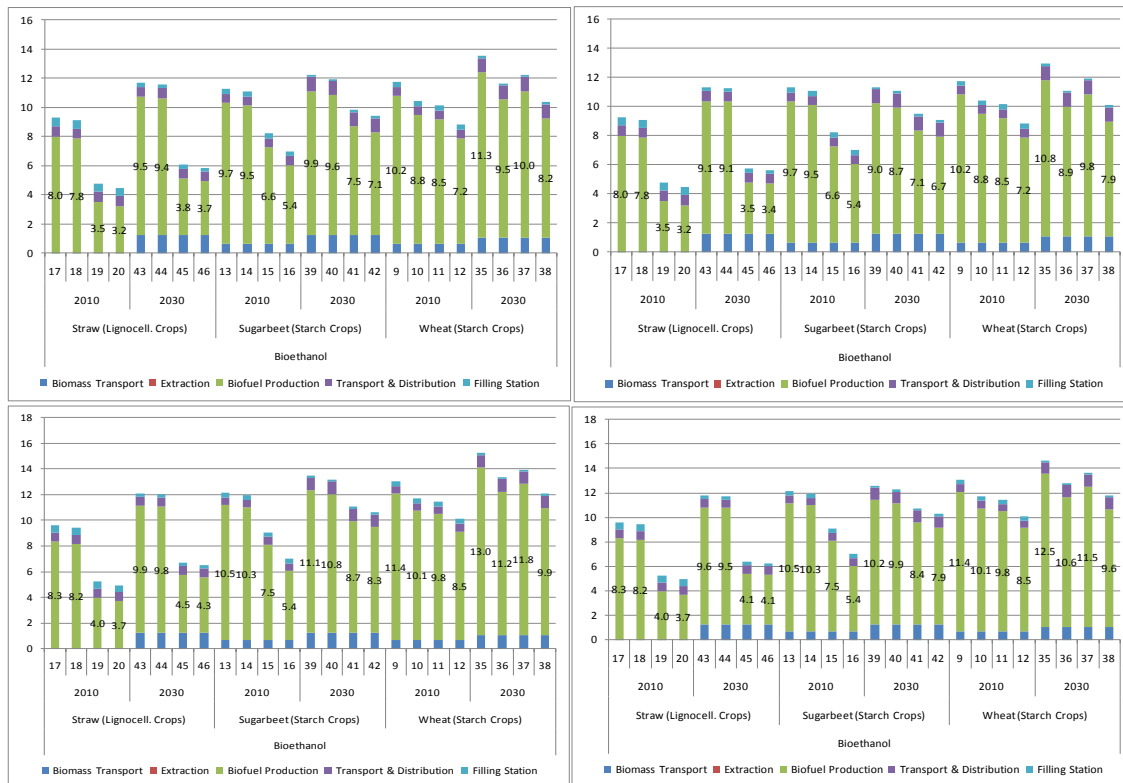 16
14
12
10
8
6
4
2
0
8.0 7.8 3.5 3.2 9.5 9.4 3.8 3.7 9.7 9.5 6.6 5.4 9.9 9.6 7.5 7.1 10.2 8.8 8.5 7.2 11.3 9.5 10.0 8.2
17 18 19 20 43 44 45 46 13 14 15 16 39 40 41 42 9 10 11 12 35 36 37 38
2010 2030 2010 2030 2010 2030
Straw (Lignocell. Crops) Sugarbeet (Starch Crops) Wheat (Starch Crops)
Bioethanol
Biomass Transport Extraction Biofuel Production Transport & Distribution Filling Station
16
14
12
10
8
6
4
2
0
8.0 7.8 3.5 3.2 9.1 9.1 3.5 3.4 9.7 9.5 6.6 5.4 9.0 8.7 7.1 6.7 10.2 8.8 8.5 7.2 10.8 8.9 9.8 7.9
17 18 19 20 43 44 45 46 13 14 15 16 39 40 41 42 9 10 11 12 35 36 37 38
2010 2030 2010 2030 2010 2030
Straw (Lignocell. Crops) Sugarbeet (Starch Crops) Wheat (Starch Crops)
Bioethanol
Biomass Transport Extraction Biofuel Production Transport & Distribution Filling Station
18
16
14
12
10
8
6
4
2
0
8.3 8.2 4.0 3.7 9.9 9.8 4.5 4.3 10.5 10.3 7.5 5.4 11.1 10.8 8.7 8.3 11.4 10.1 9.8 8.5 13.0 11.2 11.8 9.9
17 18 19 20 43 44 45 46 13 14 15 16 39 40 41 42 9 10 11 12 35 36 37 38
2010 2030 2010 2030 2010 2030
Straw (Lignocell. Crops) Sugarbeet (Starch Crops) Wheat (Starch Crops)
Bioethanol
Biomass Transport Extraction Biofuel Production Transport & Distribution Filling Station
18
16
14
12
10
8
6
4
2
0
8.3 8.2 4.0 3.7 9.6 9.5 4.1 4.1 10.5 10.3 7.5 5.4 10.2 9.9 8.4 7.9 11.4 10.1 9.8 8.5 12.5 10.6 11.5 9.6
17 18 19 20 43 44 45 46 13 14 15 16 39 40 41 42 9 10 11 12 35 36 37 38
2010 2030 2010 2030 2010 2030
Straw (Lignocell. Crops) Sugarbeet (Starch Crops) Wheat (Starch Crops)
Bioethanol
Biomass Transport Extraction Biofuel Production Transport & Distribution Filling Station